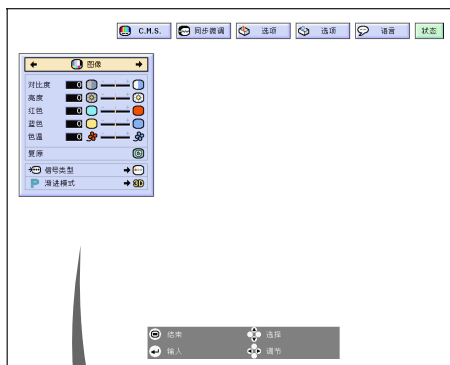 C.M.S. 同步微调 选项 选项 语言 状态
图像
对比度 0
亮度 0
红色 0
蓝色 0
色温 0
复原
信号类型
P 渐进模式 3D
结束 选择
输入 调节